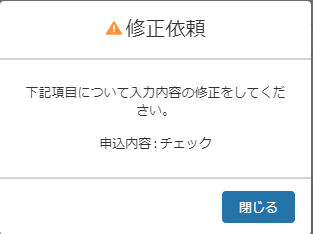 修正依頼
下記項目について入力内容の修正をしてくだ
さい。
申込内容:チェック
閉じる